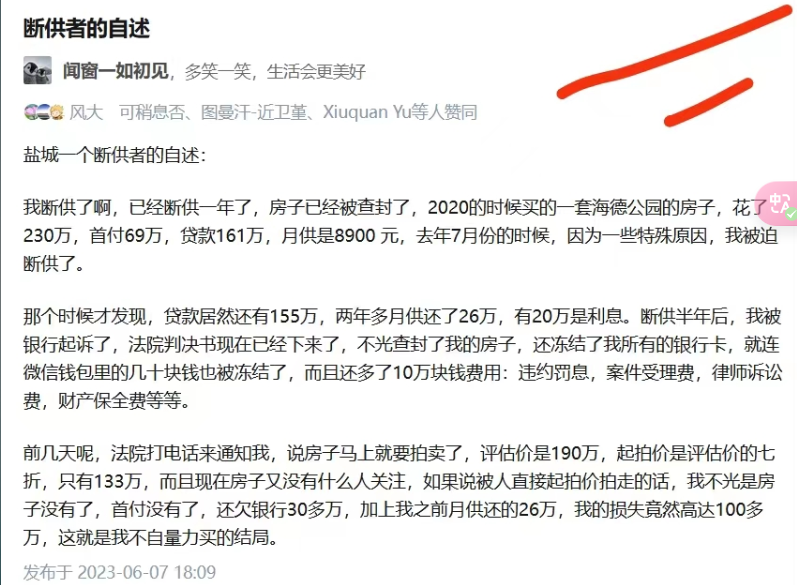 断供者的自述
闻窗一如初见，多笑一笑，生活会更美好
风大 可稍息否、图曼汗-近卫堇、Xiuquan Yu等人赞同
盐城一个断供者的自述：
我断供了啊，已经断供一年了，房子已经被查封了，2020的时候买的一套海德公园的房子，花了
230万，首付69万，贷款161万，月供是8900 元，去年7月份的时候，因为一些特殊原因，我被迫
断供了。
那个时候才发现，贷款居然还有155万，两年多月供还了26万，有20万是利息。断供半年后，我被
银行起诉了，法院判决书现在已经下来了，不光查封了我的房子，还冻结了我所有的银行卡，就连
微信钱包里的几十块钱也被冻结了，而且还多了10万块钱费用：违约罚息，案件受理费，律师诉讼
费，财产保全费等等。
前几天呢，法院打电话来通知我，说房子马上就要拍卖了，评估价是190万，起拍价是评估价的七
折，只有133万，而且现在房子又没有什么人关注，如果说被人直接起拍价拍走的话，我不光是房
子没有了，首付没有了，还欠银行30多万，加上我之前月供还的26万，我的损失竟然高达100多
万，这就是我不自量力买的结局。
发布于 2023-06-07 18:09